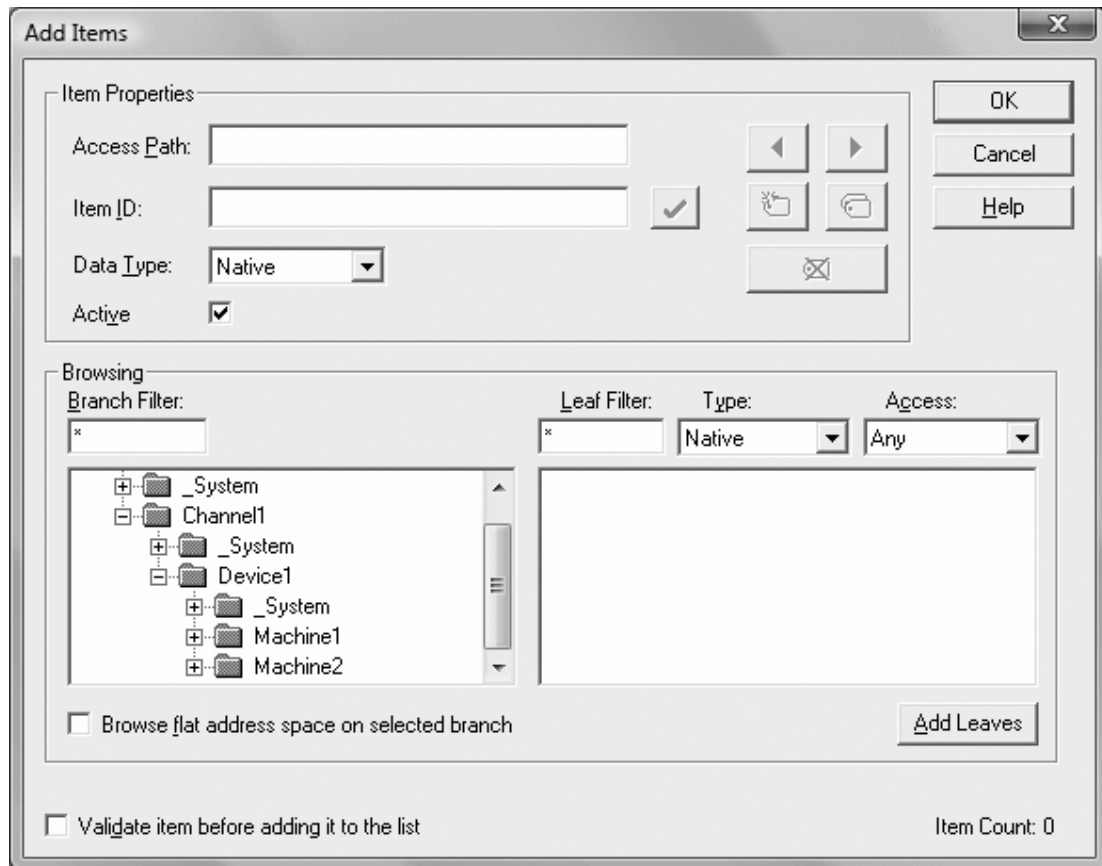 Add Items
Item Properties
OK
Access Path:
Cancel
Item ID:
Help
Data Type: Native
Active
Browsing
Branch Filter: Leaf Filter: Type: Access:
* * Native Any
_System
Channel1
_System
Device1
_System
Machine1
Machine2
Browse flat address space on selected branch Add Leaves
Validate item before adding it to the list Item Count: 0